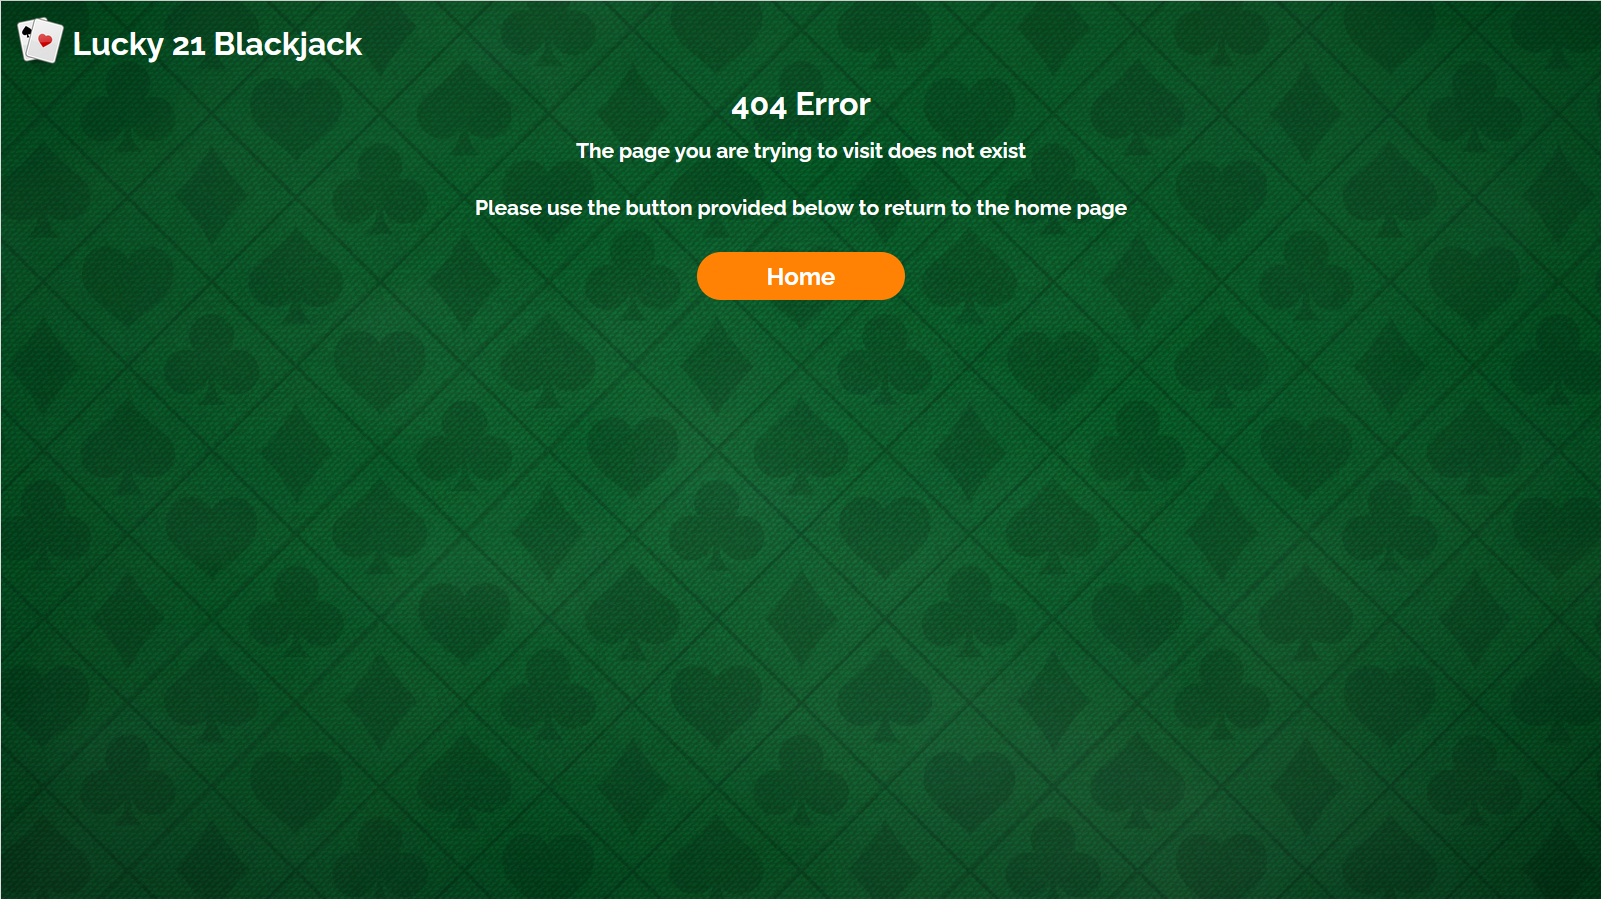 Lucky 21 Blackjack
404 Error
The page you are trying to visit does not exist
Please use the button provided below to return to the home page
Home